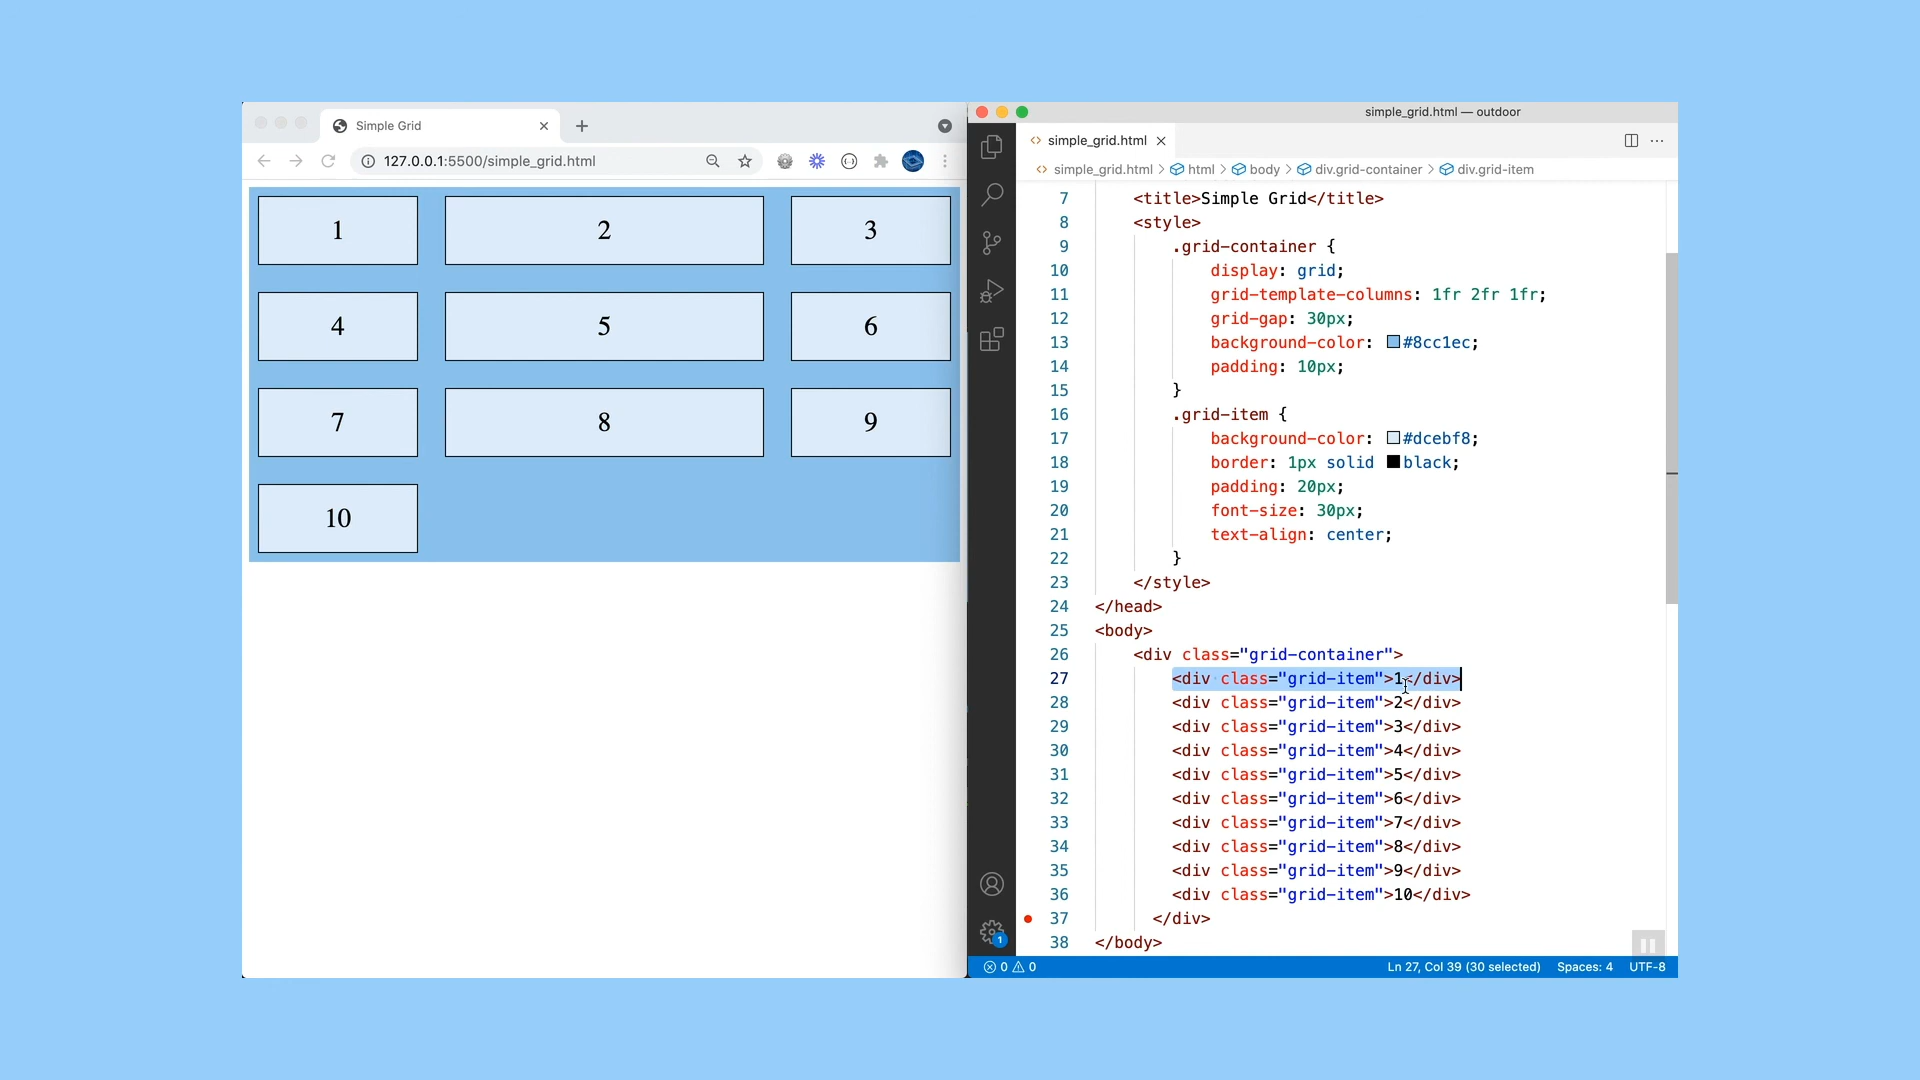 Simple Grid
127.0.0.1:5500/simple_grid.html
1 2 3
4 5 6
7 8 9
10
simple_grid.html — outdoor
simple_grid.html
simple_grid.html > html > body > div.grid-container > div.grid-item
7 <title>Simple Grid</title>
8 <style>
9 .grid-container {
10 display: grid;
11 grid-template-columns: 1fr 2fr 1fr;
12 grid-gap: 30px;
13 background-color: #8cc1ec;
14 padding: 10px;
15 }
16 .grid-item {
17 background-color: #dcebf8;
18 border: 1px solid black;
19 padding: 20px;
20 font-size: 30px;
21 text-align: center;
22 }
23 </style>
24 </head>
25 <body>
26 <div class="grid-container">
27 <div class="grid-item">1</div>
28 <div class="grid-item">2</div>
29 <div class="grid-item">3</div>
30 <div class="grid-item">4</div>
31 <div class="grid-item">5</div>
32 <div class="grid-item">6</div>
33 <div class="grid-item">7</div>
34 <div class="grid-item">8</div>
35 <div class="grid-item">9</div>
36 <div class="grid-item">10</div>
37 </div>
38 </body>
1
0 0 Ln 27, Col 39 (30 selected) Spaces: 4 UTF-8